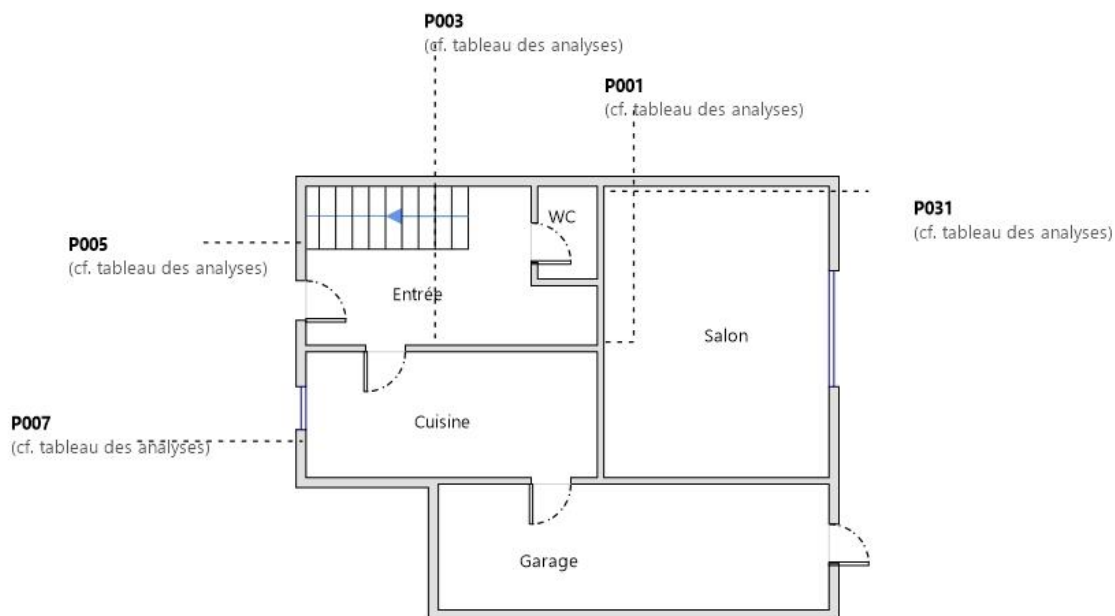 P003
(cf. tableau des analyses)
P001
(cf. tableau des analyses)
P031
(cf. tableau des analyses)
WC
P005
(cf. tableau des analyses)
Entrée
Salon
P007
(cf. tableau des analyses)
Cuisine
Garage